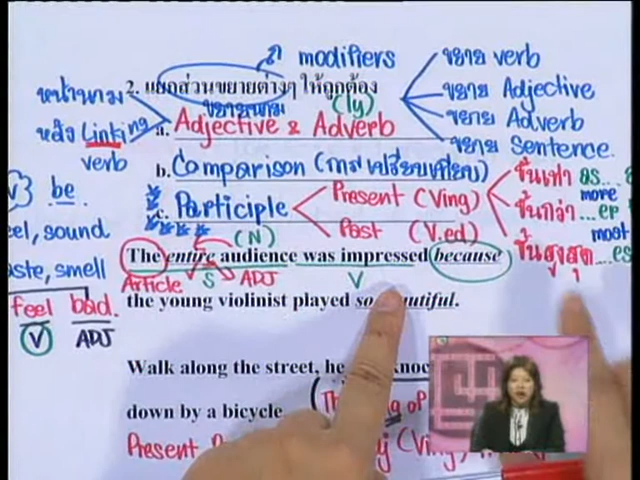 modifiers
ขยาย verb
2. แยกส่วนขยายต่างๆ ให้ถูกต้อง
ขยาย Adjective
หน้านาม
ขยายนาม
(ly)
ขยาย Adverb
หลัง Linking
verb
a. Adjective & Adverb
ขยาย Sentence.
b. Comparison (การเปรียบเทียบ)
ขั้นเท่า as...
be
more
c. Participle
Present (Ving)
ขั้นกว่า ...er
Past (V.ed)
most
sound
(N)
ขั้นสูงสุด...es
The entire audience was impressed because
smell
Article S ADJ V
feel bad.
the young violinist played so
V ADJ
Walk along the street, he
down by a bicycle
Present
(Ving)